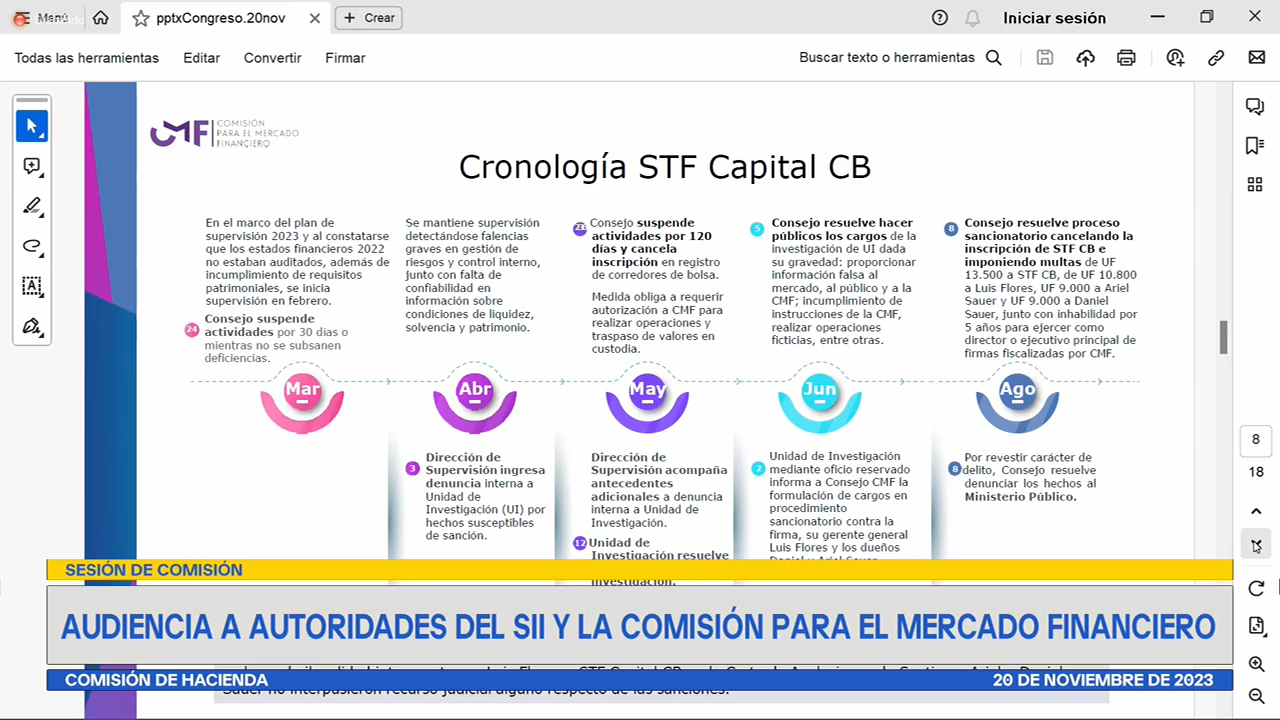 Menú
pptxCongreso.20nov
Crear
Iniciar sesión
Todas las herramientas
Editar
Convertir
Firmar
Buscar texto o herramientas
CMF
COMISIÓN
PARA EL MERCADO
FINANCIERO
Cronología STF Capital CB
En el marco del plan de
supervisión 2023 y al constatarse
que los estados financieros 2022
no estaban auditados, además de
incumplimiento de requisitos
patrimoniales, se inicia
supervisión en febrero.
24
Consejo suspende
actividades por 30 días o
mientras no se subsanen
deficiencias.
Se mantiene supervisión
detectándose falencias
graves en gestión de
riesgos y control interno,
junto con falta de
confiabilidad en
información sobre
condiciones de liquidez,
solvencia y patrimonio.
23
Consejo suspende
actividades por 120
días y cancela
inscripción en registro
de corredores de bolsa.
Medida obliga a requerir
autorización a CMF para
realizar operaciones y
traspaso de valores en
custodia.
5
Consejo resuelve hacer
públicos los cargos de la
investigación de UI dada
su gravedad: proporcionar
información falsa al
mercado, al público y a la
CMF; incumplimiento de
instrucciones de la CMF,
realizar operaciones
ficticias, entre otras.
8
Consejo resuelve proceso
sancionatorio cancelando la
inscripción de STF CB e
imponiendo multas de UF
13.500 a STF CB, de UF 10.800
a Luis Flores, UF 9.000 a Ariel
Sauer y UF 9.000 a Daniel
Sauer, junto con inhabilidad por
5 años para ejercer como
director o ejecutivo principal de
firmas fiscalizadas por CMF.
Mar
Abr
May
Jun
Ago
3
Dirección de
Supervisión ingresa
denuncia interna a
Unidad de
Investigación (UI) por
hechos susceptibles
de sanción.
Dirección de
Supervisión acompaña
antecedentes
adicionales a denuncia
interna a Unidad de
Investigación.
12
Unidad de
Investigación resuelve
investigación.
2
Unidad de Investigación
mediante oficio reservado
informa a Consejo CMF la
formulación de cargos en
procedimiento
sancionatorio contra la
firma, su gerente general
Luis Flores y los dueños
Daniel y Ariel Sauer
8
Por revestir carácter de
delito, Consejo resuelve
denunciar los hechos al
Ministerio Público.
8
18
SESIÓN DE COMISIÓN
AUDIENCIA A AUTORIDADES DEL SII Y LA COMISIÓN PARA EL MERCADO FINANCIERO
COMISIÓN DE HACIENDA
20 DE NOVIEMBRE DE 2023
Sauer no interpusieron recurso judicial alguno respecto de las sanciones.